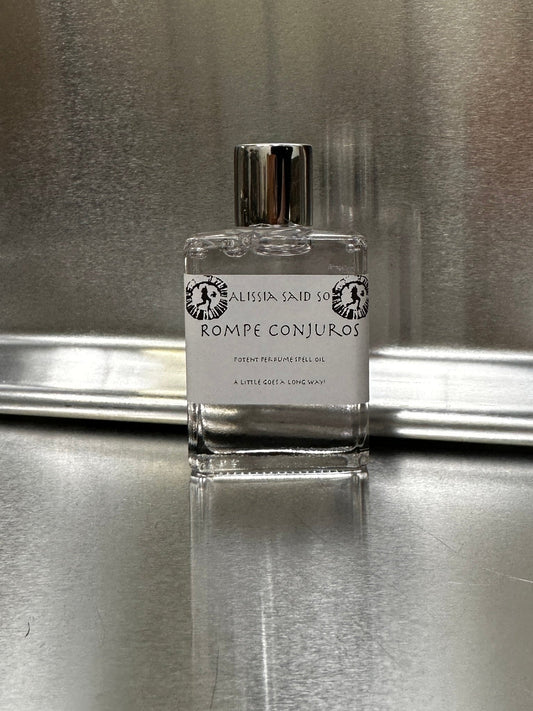 ALISSIA SAID SO
ROMPE CONJUROS
POTENT PERFUME SPELL OIL
A LITTLE GOES A LONG WAY!